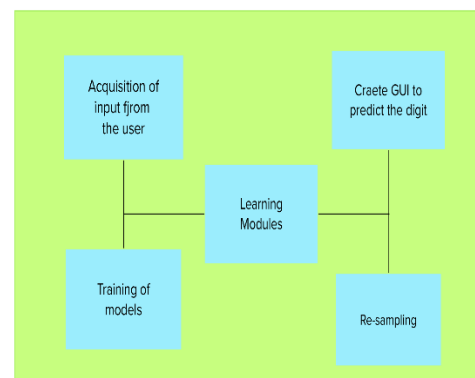 Acquisition of
input fjrom
the user
Craete GUI to
predict the digit
Learning
Modules
Training of
models
Re-sampling